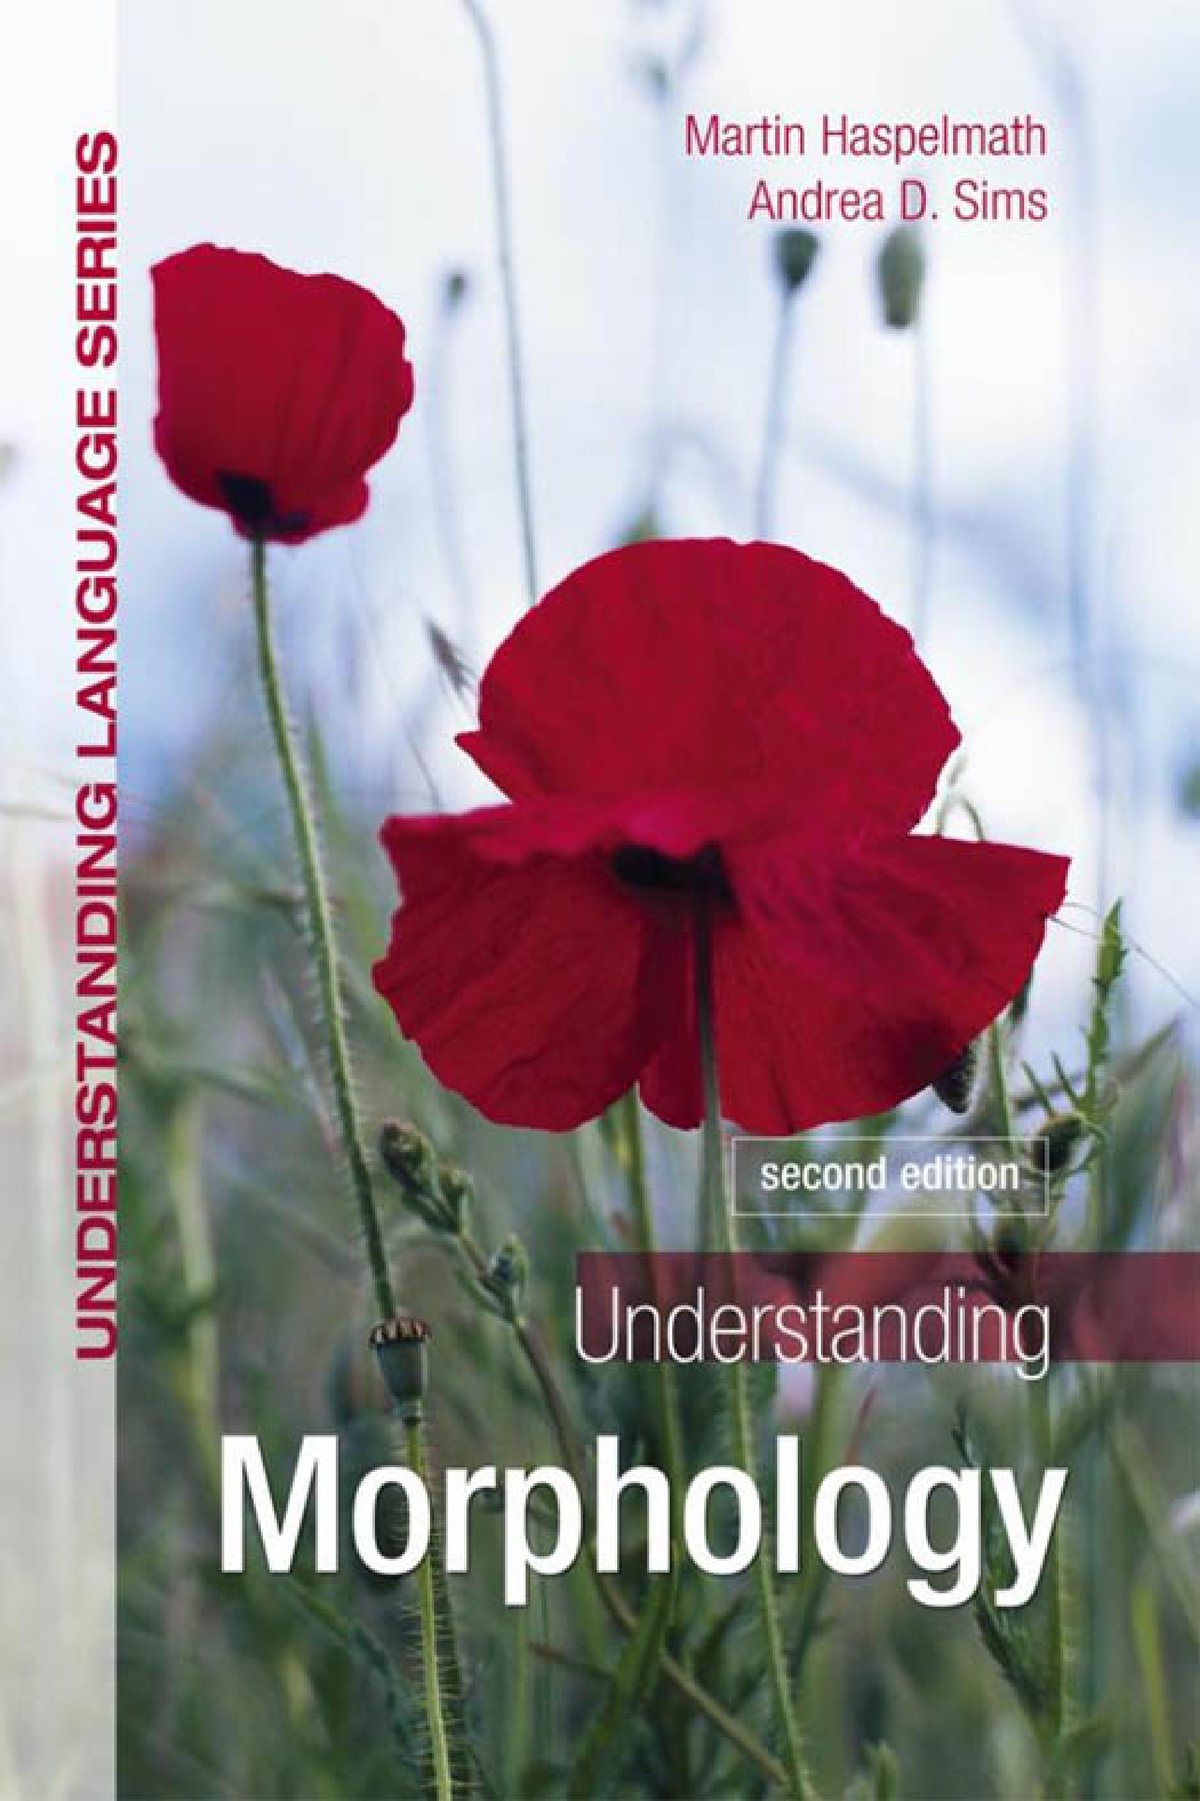 Martin Haspelmath
Andrea D. Sims
UNDERSTANDING LANGUAGE SERIES
second edition
Understanding
Morphology